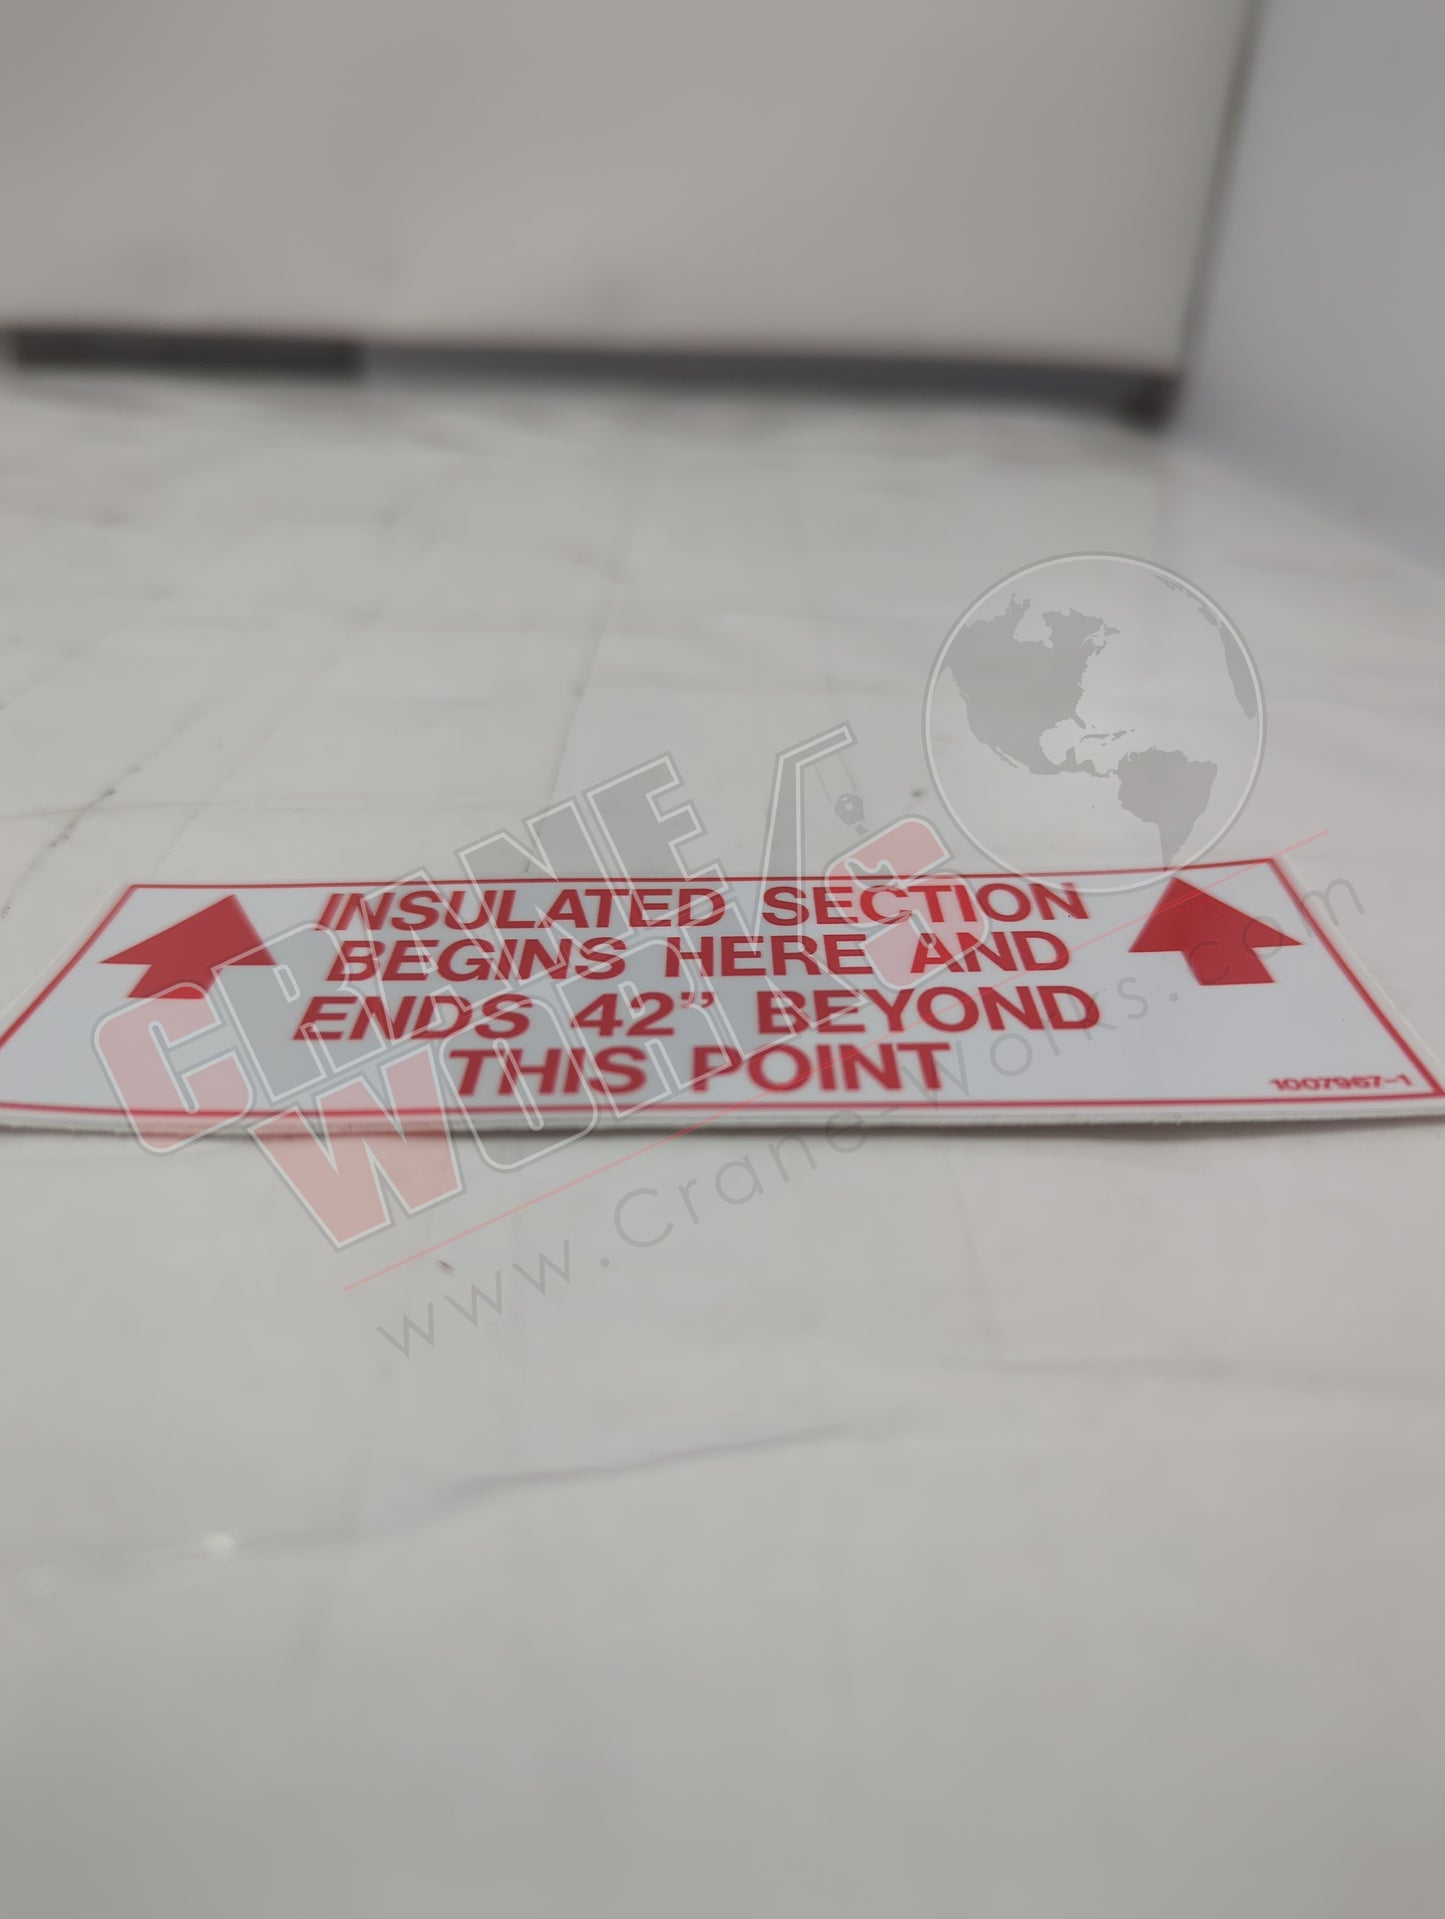 INSULATED SECTION
BEGINS HERE AND
ENDS 42" BEYOND
THIS POINT
1007967-1
CRANE
WORKS
www.Crane-Works.com